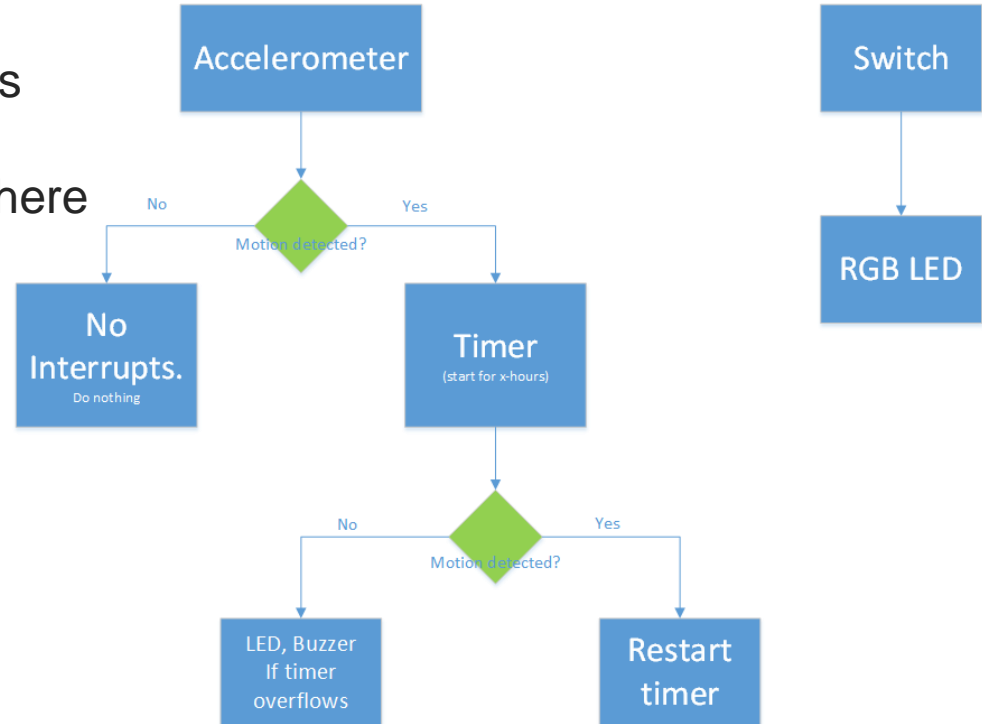 s
here
Accelerometer
Switch
No
Yes
Motion detected?
RGB LED
No
Interrupts.
Do nothing
Timer
(start for x-hours)
No
Yes
Motion detected?
LED, Buzzer
If timer
overflows
Restart
timer